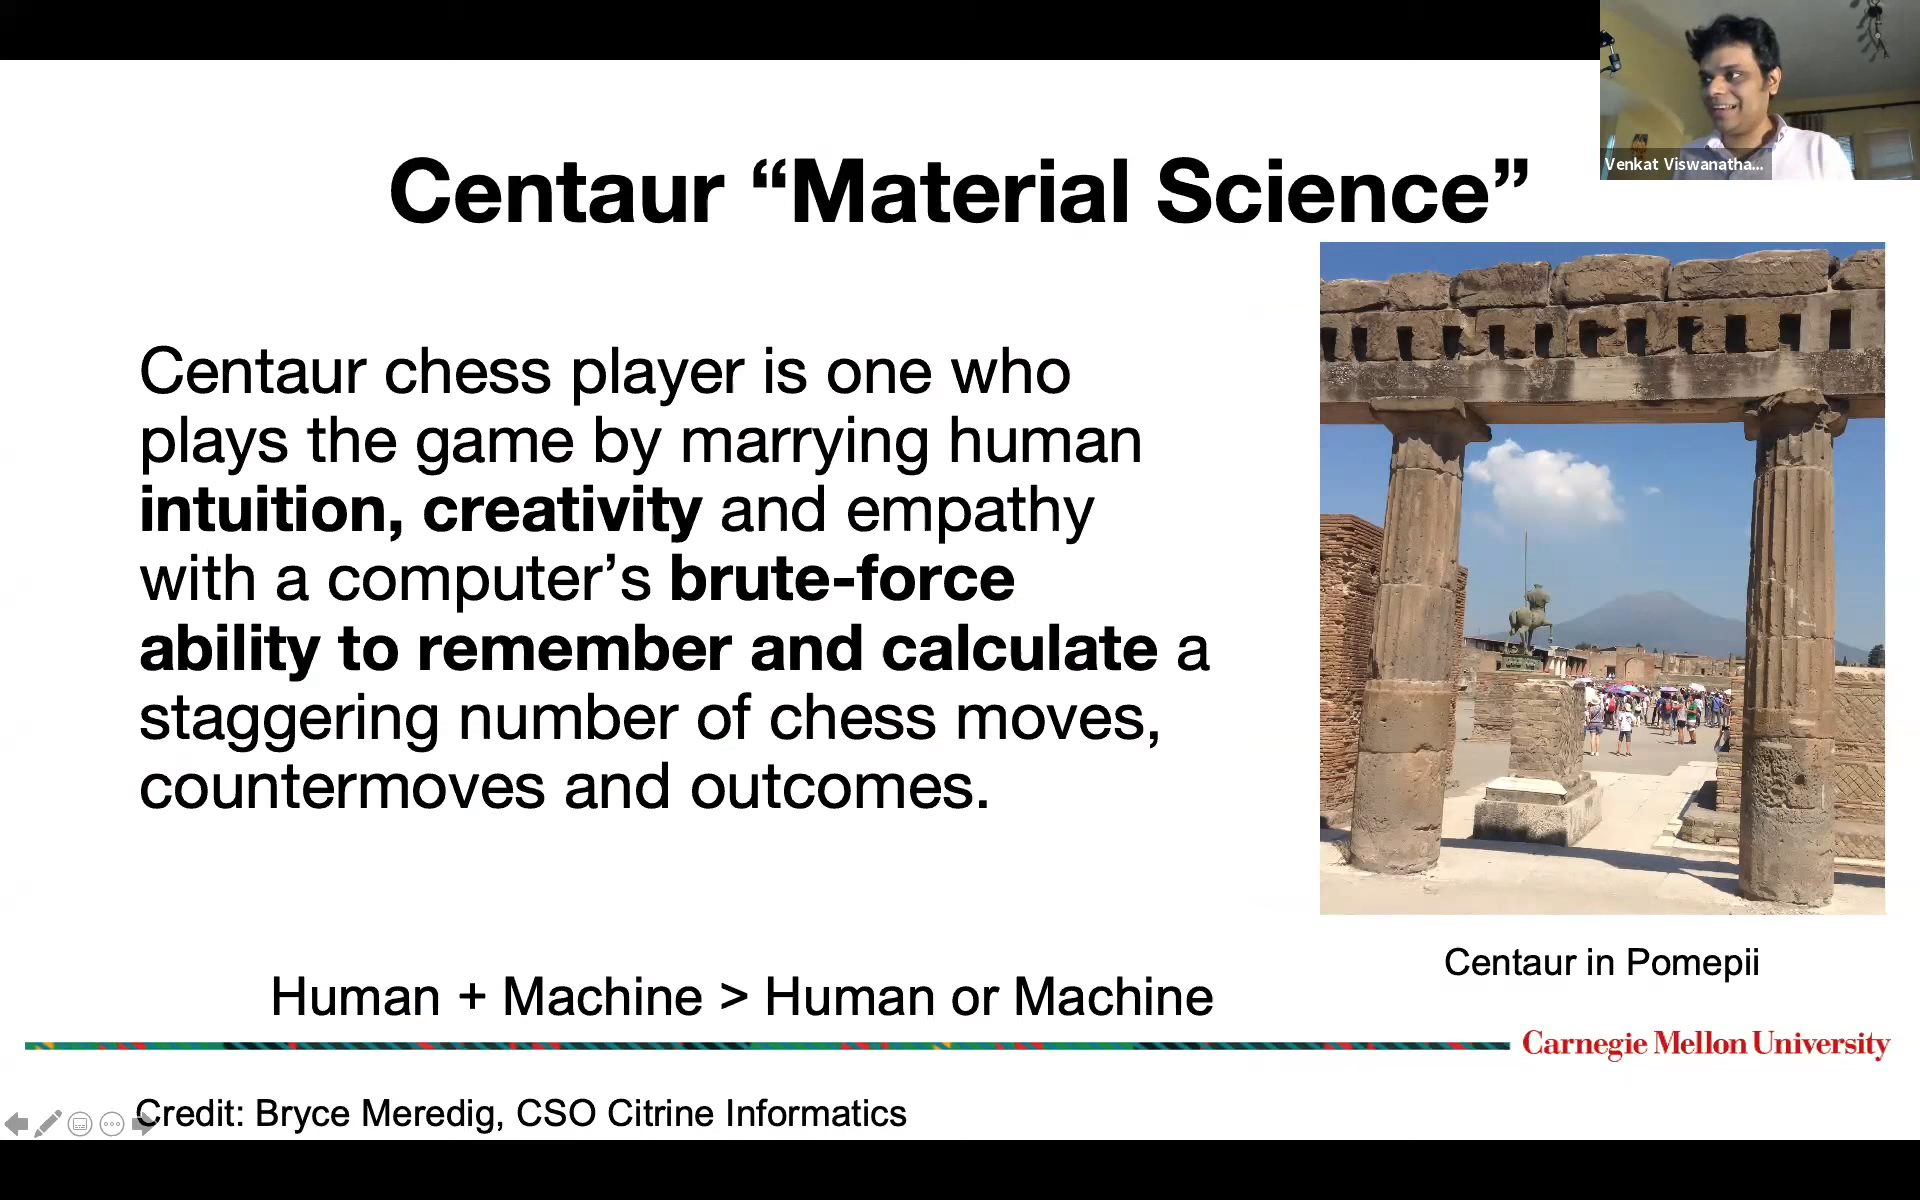 Venkat Viswanatha...
Centaur “Material Science”
Centaur chess player is one who
plays the game by marrying human
intuition, creativity and empathy
with a computer’s brute-force
ability to remember and calculate a
staggering number of chess moves,
countermoves and outcomes.
Centaur in Pomepii
Human + Machine > Human or Machine
Carnegie Mellon University
Credit: Bryce Meredig, CSO Citrine Informatics